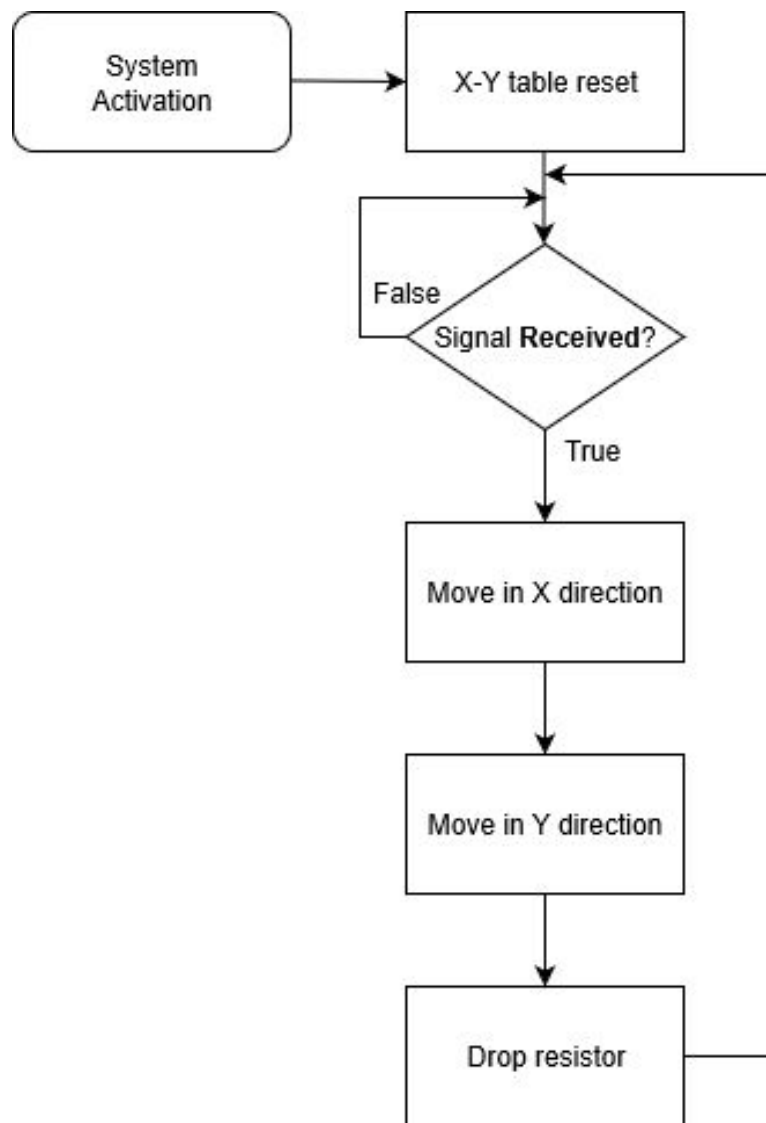 System
Activation
X-Y table reset
False
Signal Received?
True
Move in X direction
Move in Y direction
Drop resistor